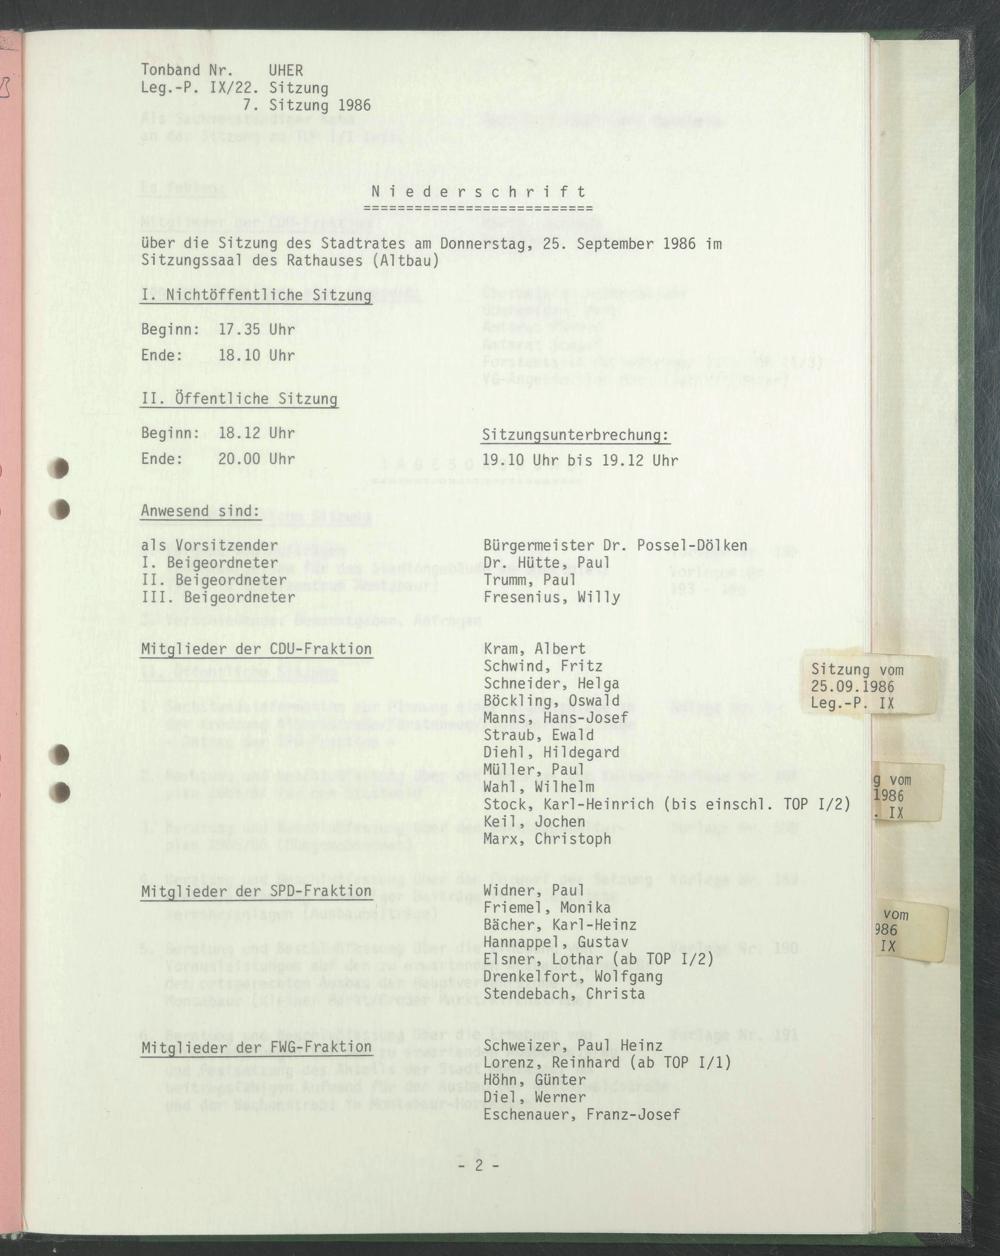 Tonband Nr. UHER
Leg.-P. IX/22. Sitzung
7. Sitzung 1986
Niederschrift
===========================
über die Sitzung des Stadtrates am Donnerstag, 25. September 1986 im
Sitzungssaal des Rathauses (Altbau)
I. Nichtöffentliche Sitzung
Beginn: 17.35 Uhr
Ende: 18.10 Uhr
II. Öffentliche Sitzung
Beginn: 18.12 Uhr Sitzungsunterbrechung:
Ende: 20.00 Uhr 19.10 Uhr bis 19.12 Uhr
Anwesend sind:
als Vorsitzender Bürgermeister Dr. Possel-Dölken
I. Beigeordneter Dr. Hütte, Paul
II. Beigeordneter Trumm, Paul
III. Beigeordneter Fresenius, Willy
Mitglieder der CDU-Fraktion Kram, Albert
Schwind, Fritz
Schneider, Helga
Böckling, Oswald
Manns, Hans-Josef
Straub, Ewald
Diehl, Hildegard
Müller, Paul
Wahl, Wilhelm
Stock, Karl-Heinrich (bis einschl. TOP I/2)
Keil, Jochen
Marx, Christoph
Mitglieder der SPD-Fraktion Widner, Paul
Friemel, Monika
Bächer, Karl-Heinz
Hannappel, Gustav
Elsner, Lothar (ab TOP I/2)
Drenkelfort, Wolfgang
Stendebach, Christa
Mitglieder der FWG-Fraktion Schweizer, Paul Heinz
Lorenz, Reinhard (ab TOP I/1)
Höhn, Günter
Diel, Werner
Eschenauer, Franz-Josef
- 2 -
Sitzung vom
25.09.1986
Leg.-P. IX
g vom
1986
. IX
vom
986
IX